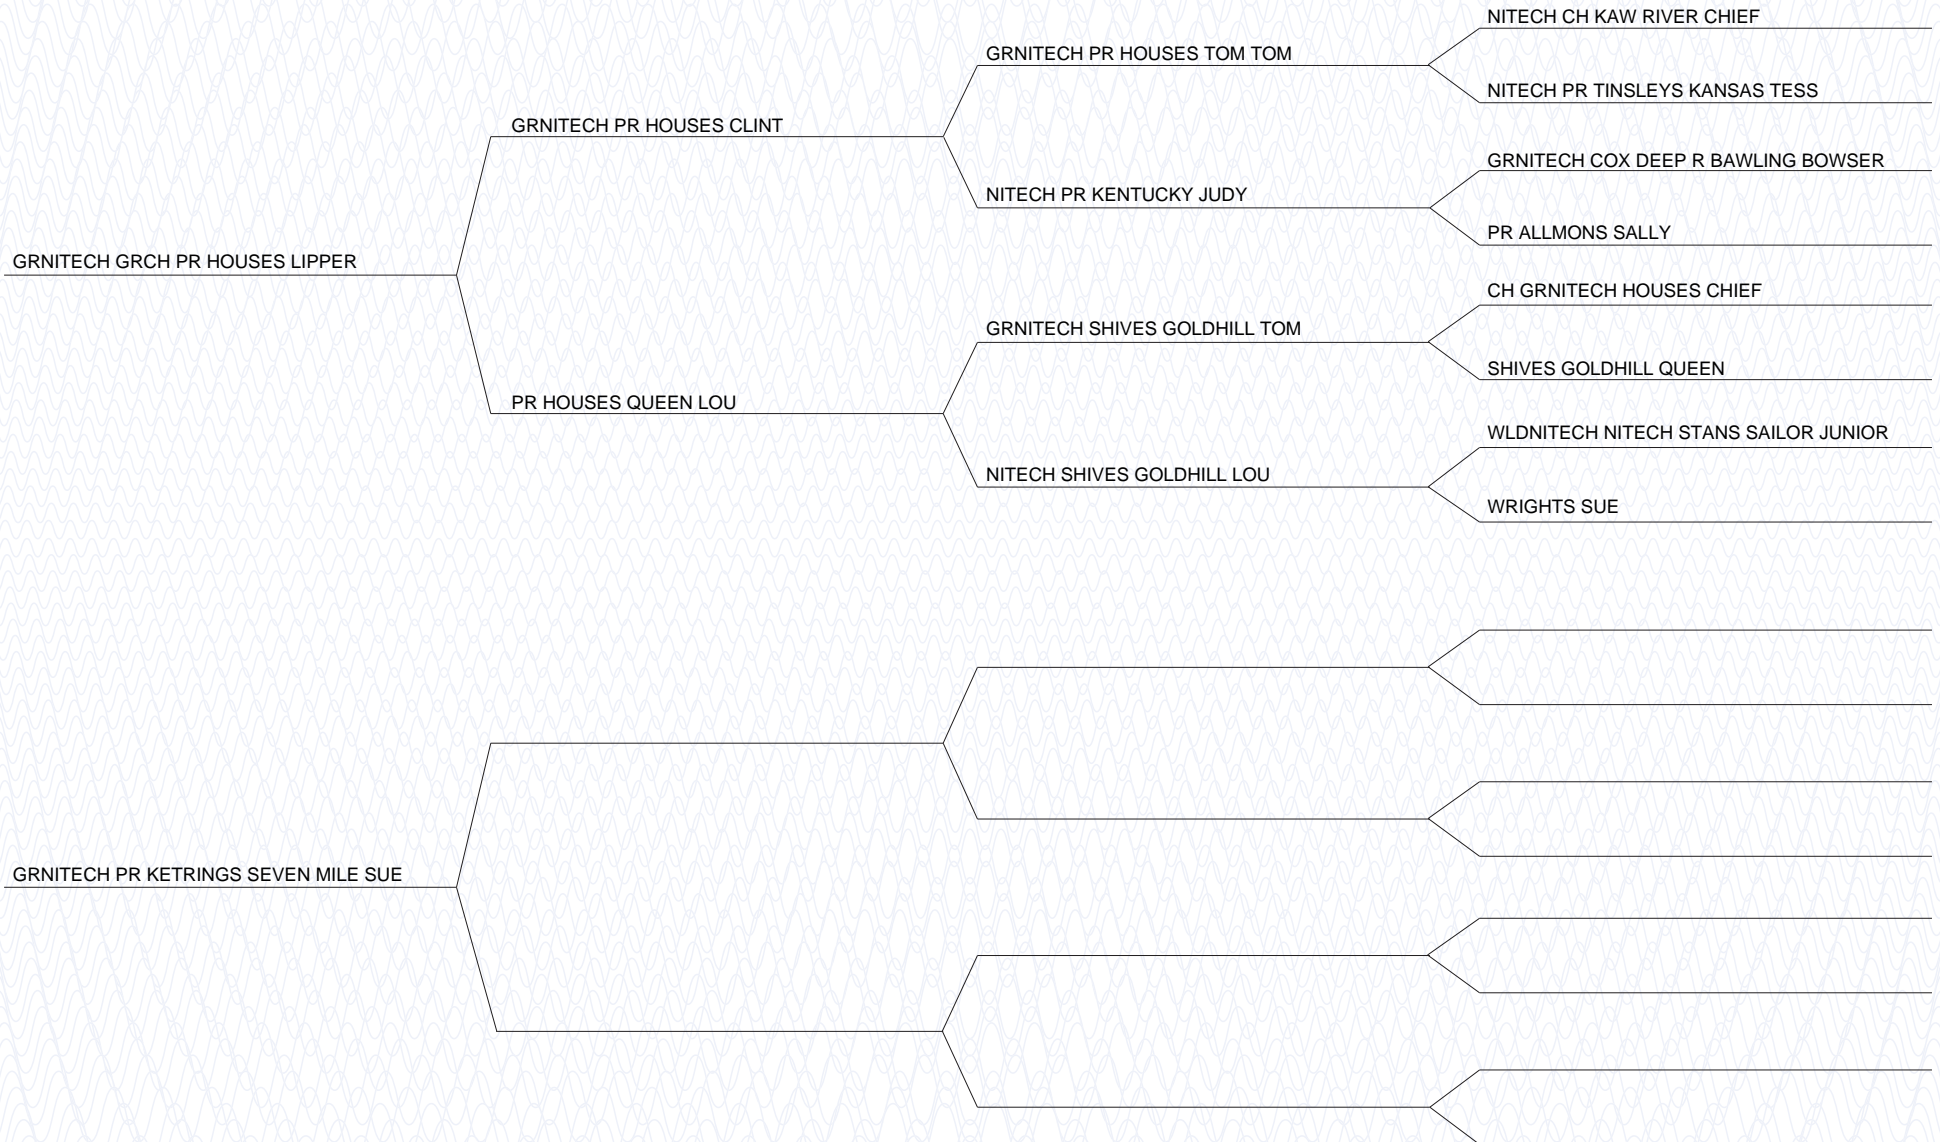 NITECH CH KAW RIVER CHIEF
GRNITECH PR HOUSES TOM TOM
NITECH PR TINSLEYS KANSAS TESS
GRNITECH PR HOUSES CLINT
GRNITECH COX DEEP R BAWLING BOWSER
NITECH PR KENTUCKY JUDY
PR ALLMONS SALLY
GRNITECH GRCH PR HOUSES LIPPER
CH GRNITECH HOUSES CHIEF
GRNITECH SHIVES GOLDHILL TOM
SHIVES GOLDHILL QUEEN
PR HOUSES QUEEN LOU
WLDNITECH NITECH STANS SAILOR JUNIOR
NITECH SHIVES GOLDHILL LOU
WRIGHTS SUE
GRNITECH PR KETRINGS SEVEN MILE SUE